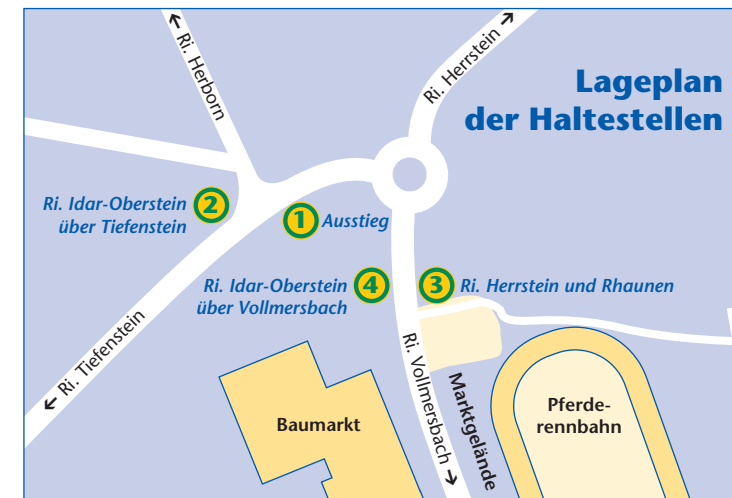 Lageplan
der Haltestellen
← Ri. Herborn
Ri. Herrstein →
Ri. Idar-Oberstein
über Tiefenstein
2
1
Ausstieg
Ri. Idar-Oberstein
über Vollmersbach
4
3
Ri. Herrstein und Rhaunen
← Ri. Tiefenstein
Ri. Vollmersbach →
Marktgelände
Baumarkt
Pferde-
rennbahn